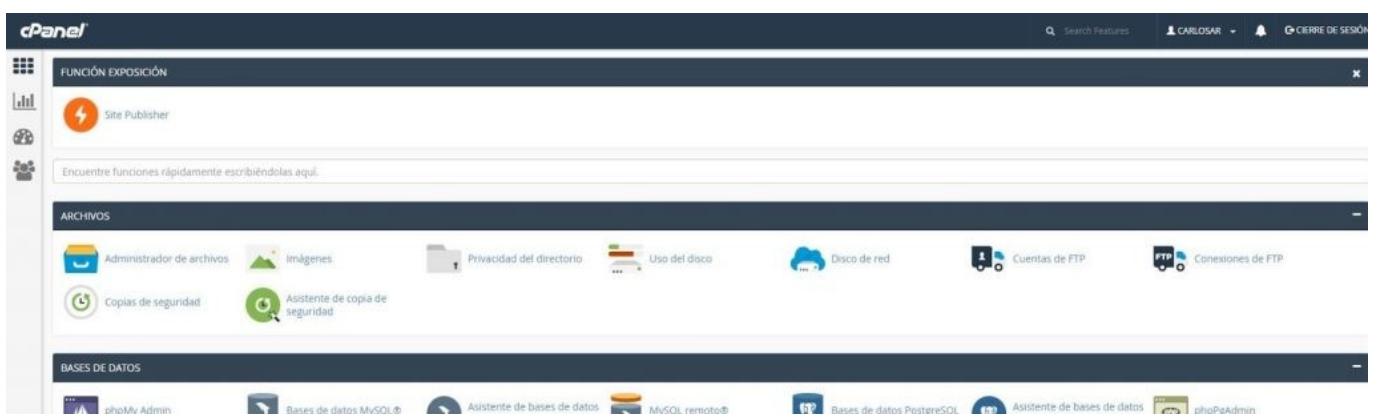 cPanel
Search Features
CARLOSAR
CIERRE DE SESIÓN
FUNCIÓN EXPOSICIÓN
Site Publisher
Encuentre funciones rápidamente escribiéndolas aquí.
ARCHIVOS
Administrador de archivos
Imágenes
Privacidad del directorio
Uso del disco
Disco de red
Cuentas de FTP
FTP
Conexiones de FTP
Copias de seguridad
Asistente de copia de
seguridad
BASES DE DATOS
phpMy Admin
Bases de datos MySQL®
Asistente de bases de datos
MySQL remoto®
Bases de datos PostgreSQL
Asistente de bases de datos
phpPgAdmin